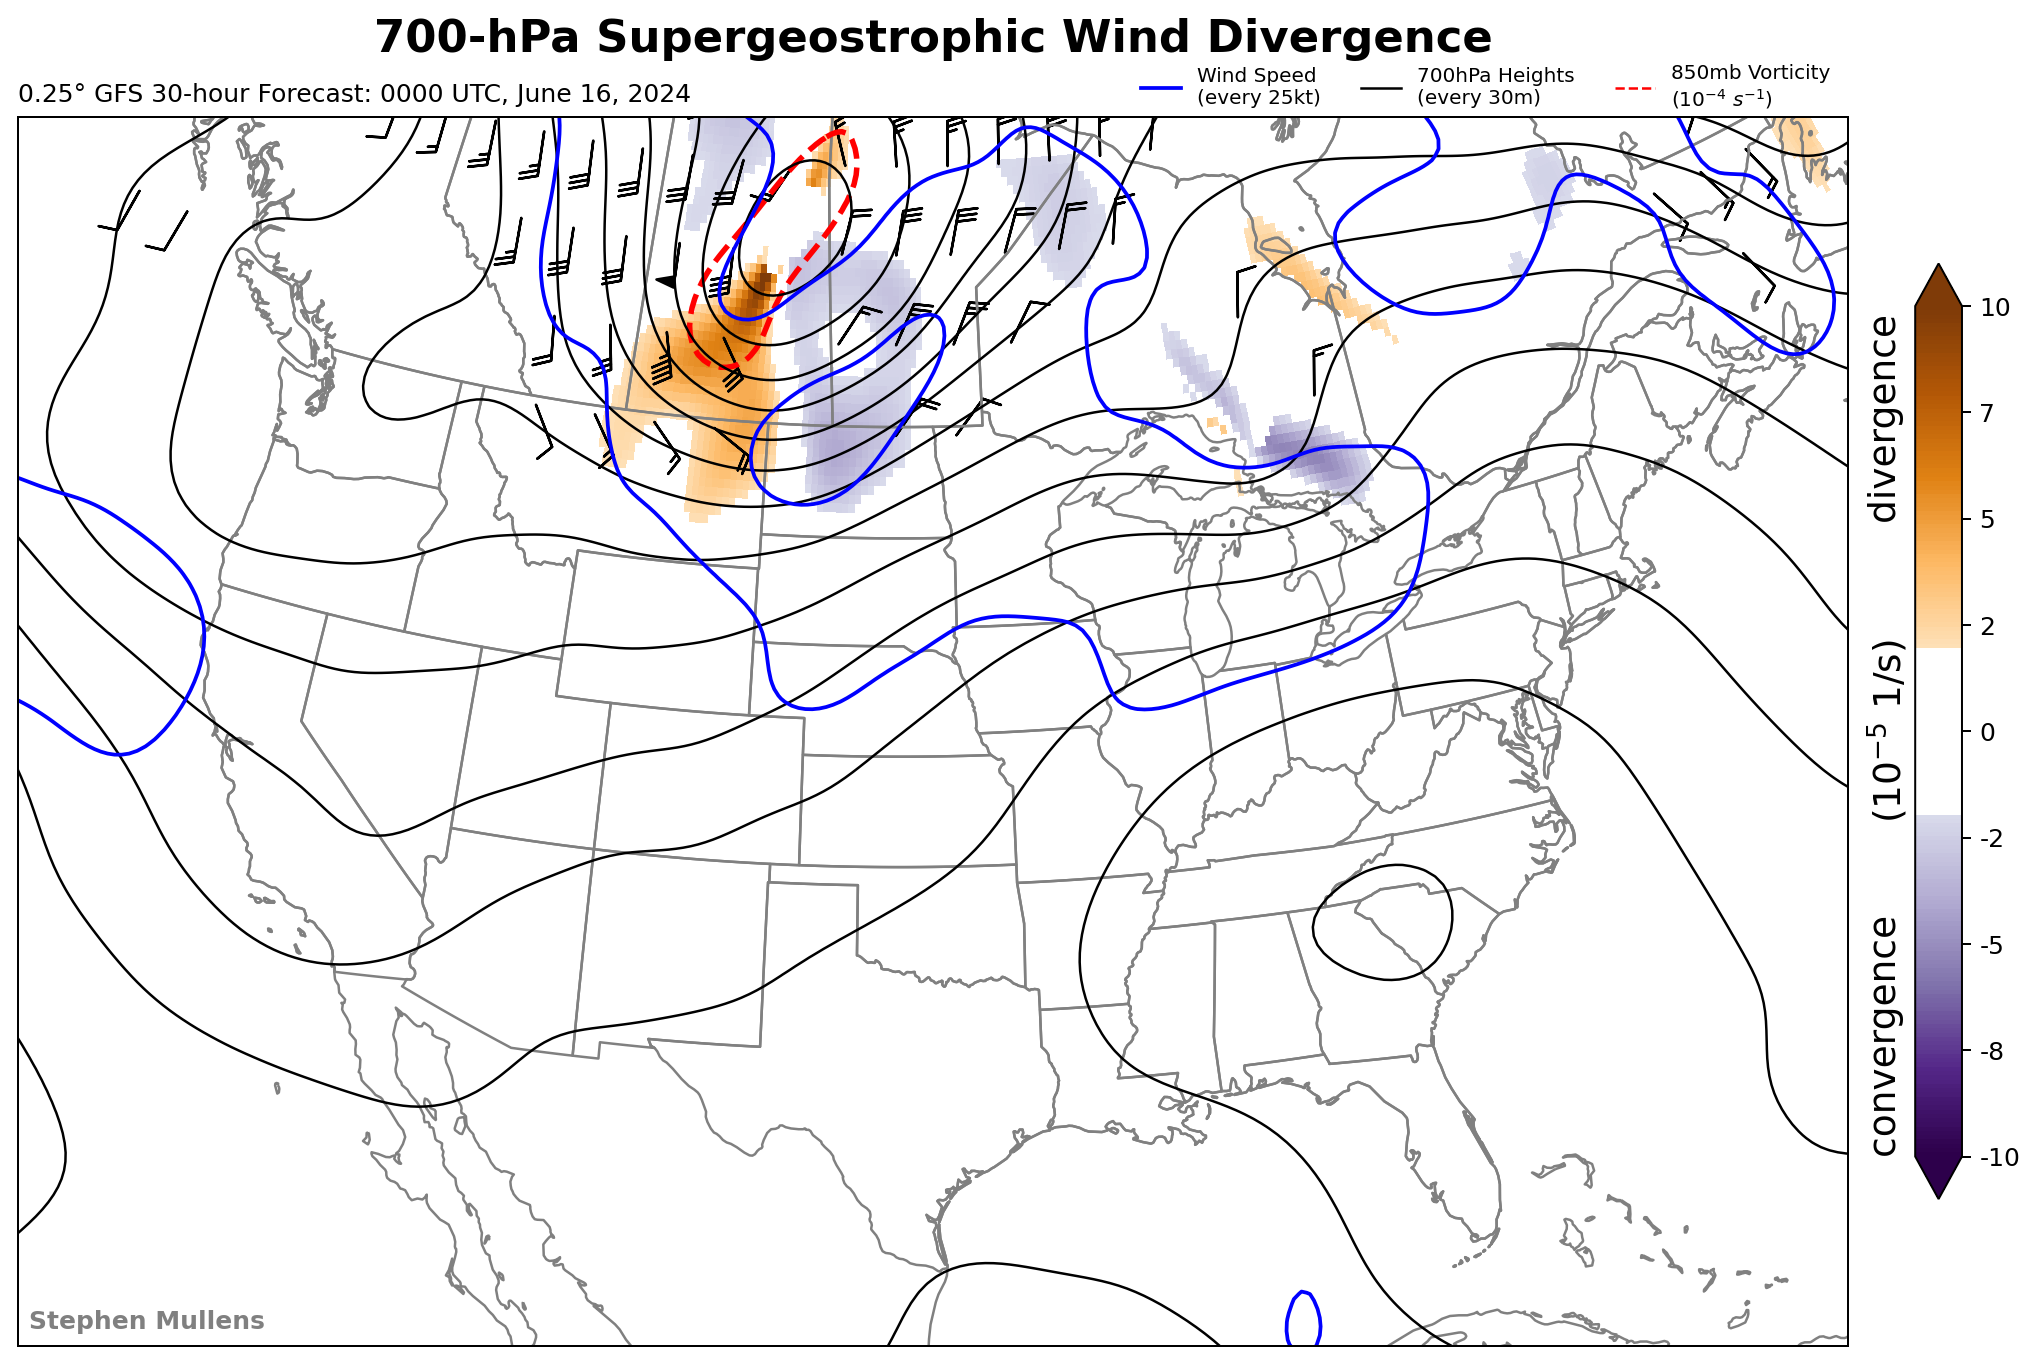 700-hPa Supergeostrophic Wind Divergence
0.25° GFS 30-hour Forecast: 0000 UTC, June 16, 2024
Wind Speed
(every 25kt)
700hPa Heights
(every 30m)
850mb Vorticity
(10⁻⁴ s⁻¹)
10
7
5
2
0
-2
-5
-8
-10
convergence (10⁻⁵ 1/s) divergence
Stephen Mullens